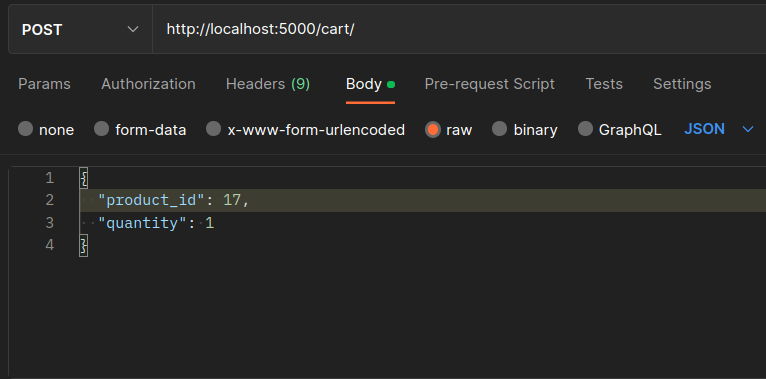 POST http://localhost:5000/cart/
Params Authorization Headers (9) Body Pre-request Script Tests Settings
none form-data x-www-form-urlencoded raw binary GraphQL JSON
1 {
2 "product_id": 17,
3 "quantity": 1
4 }